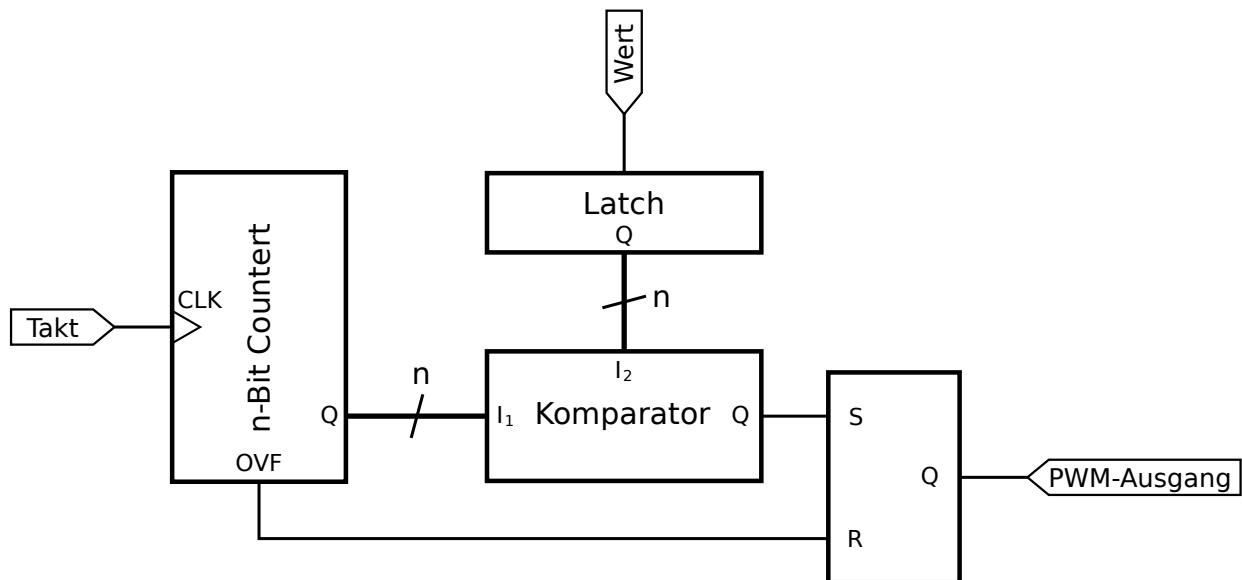 Wert
Latch
Q
n
Takt
CLK
n-Bit Countert
Q
OVF
n
I₁
I₂
Komparator
Q
S
R
Q
PWM-Ausgang